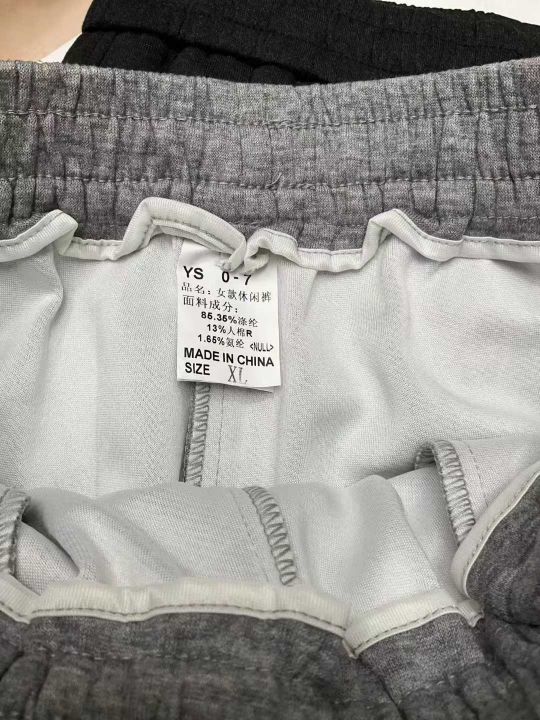 YS 0-7
品名：女款休闲裤
面料成分：
85.35%涤纶
13%人棉R
1.65%氨纶 <NULL>
MADE IN CHINA
SIZE XL